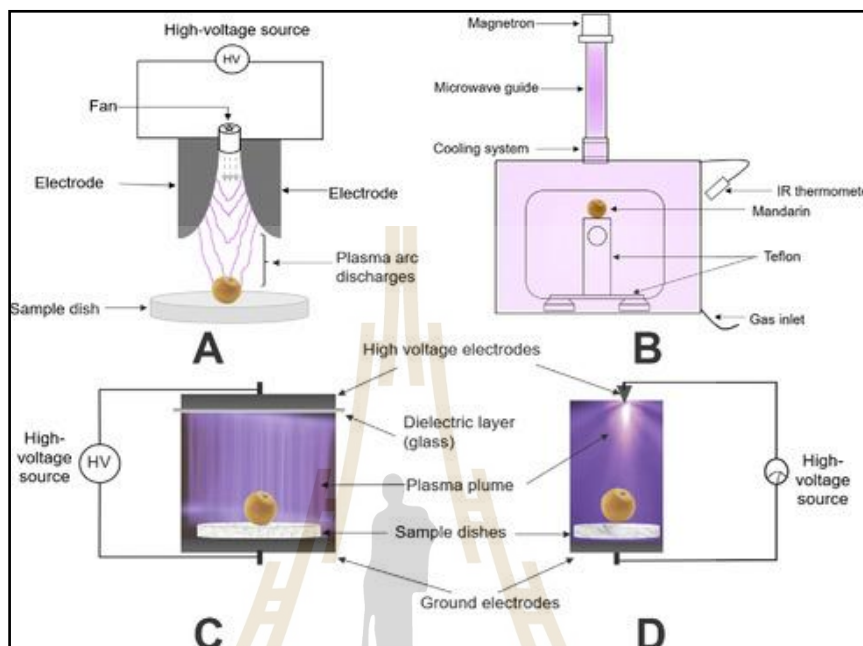 High-voltage source
HV
Fan
Electrode
Electrode
Plasma arc
discharges
Sample dish
A
Magnetron
Microwave guide
Cooling system
IR thermomete
Mandarin
Teflon
Gas inlet
B
High voltage electrodes
Dielectric layer
(glass)
Plasma plume
Sample dishes
Ground electrodes
High-
voltage
source
HV
C
High-
voltage
source
D